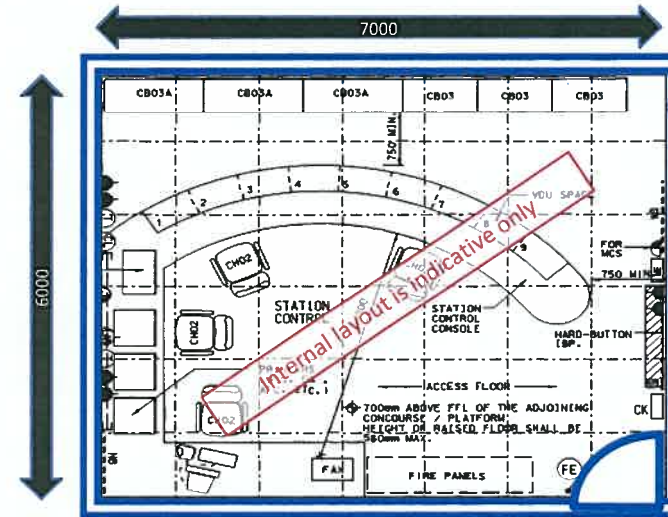 7000
6000
CB03A
CB03A
CB03A
CB03
CB03
CB03
750 MIN.
1
2
3
4
5
6
7
8
9
VDU SPACE
FOR
MCS
750 MIN
CH02
CH02
CH02
STATION
CONTROL
STATION
CONTROL
CONSOLE
HARD-BUTTON
Internal layout is indicative only
ACCESS FLOOR
700mm ABOVE FFL OF THE ADJOINING
CONCOURSE / PLATFORM.
HEIGHT OF RAISED FLOOR SHALL BE
580mm MAX.
CK
FAX
FIRE PANELS
FE